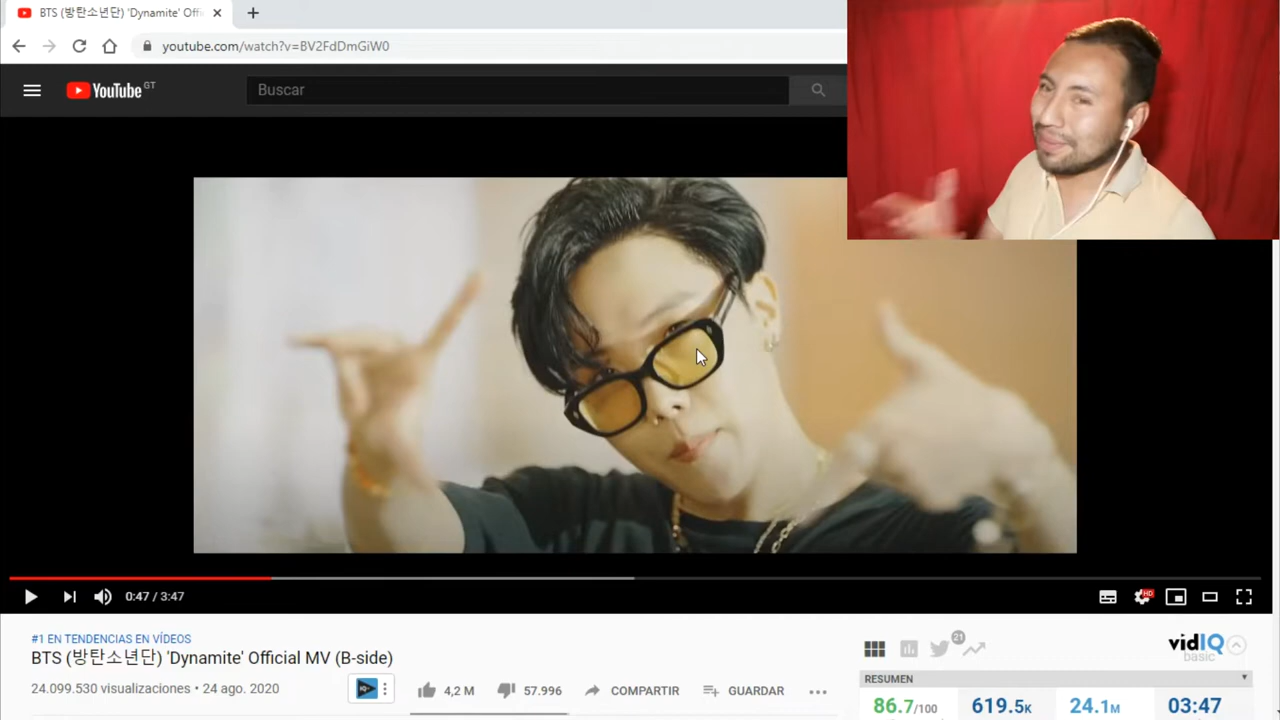 BTS (방탄소년단) 'Dynamite' Offi
youtube.com/watch?v=BV2FdDmGiW0
YouTube GT
Buscar
0:47 / 3:47
HD
#1 EN TENDENCIAS EN VÍDEOS
BTS (방탄소년단) 'Dynamite' Official MV (B-side)
24.099.530 visualizaciones • 24 ago. 2020
4,2 M
57.996
COMPARTIR
GUARDAR
21
vidIQ
basic
RESUMEN
86.7/100
619.5K
24.1M
03:47